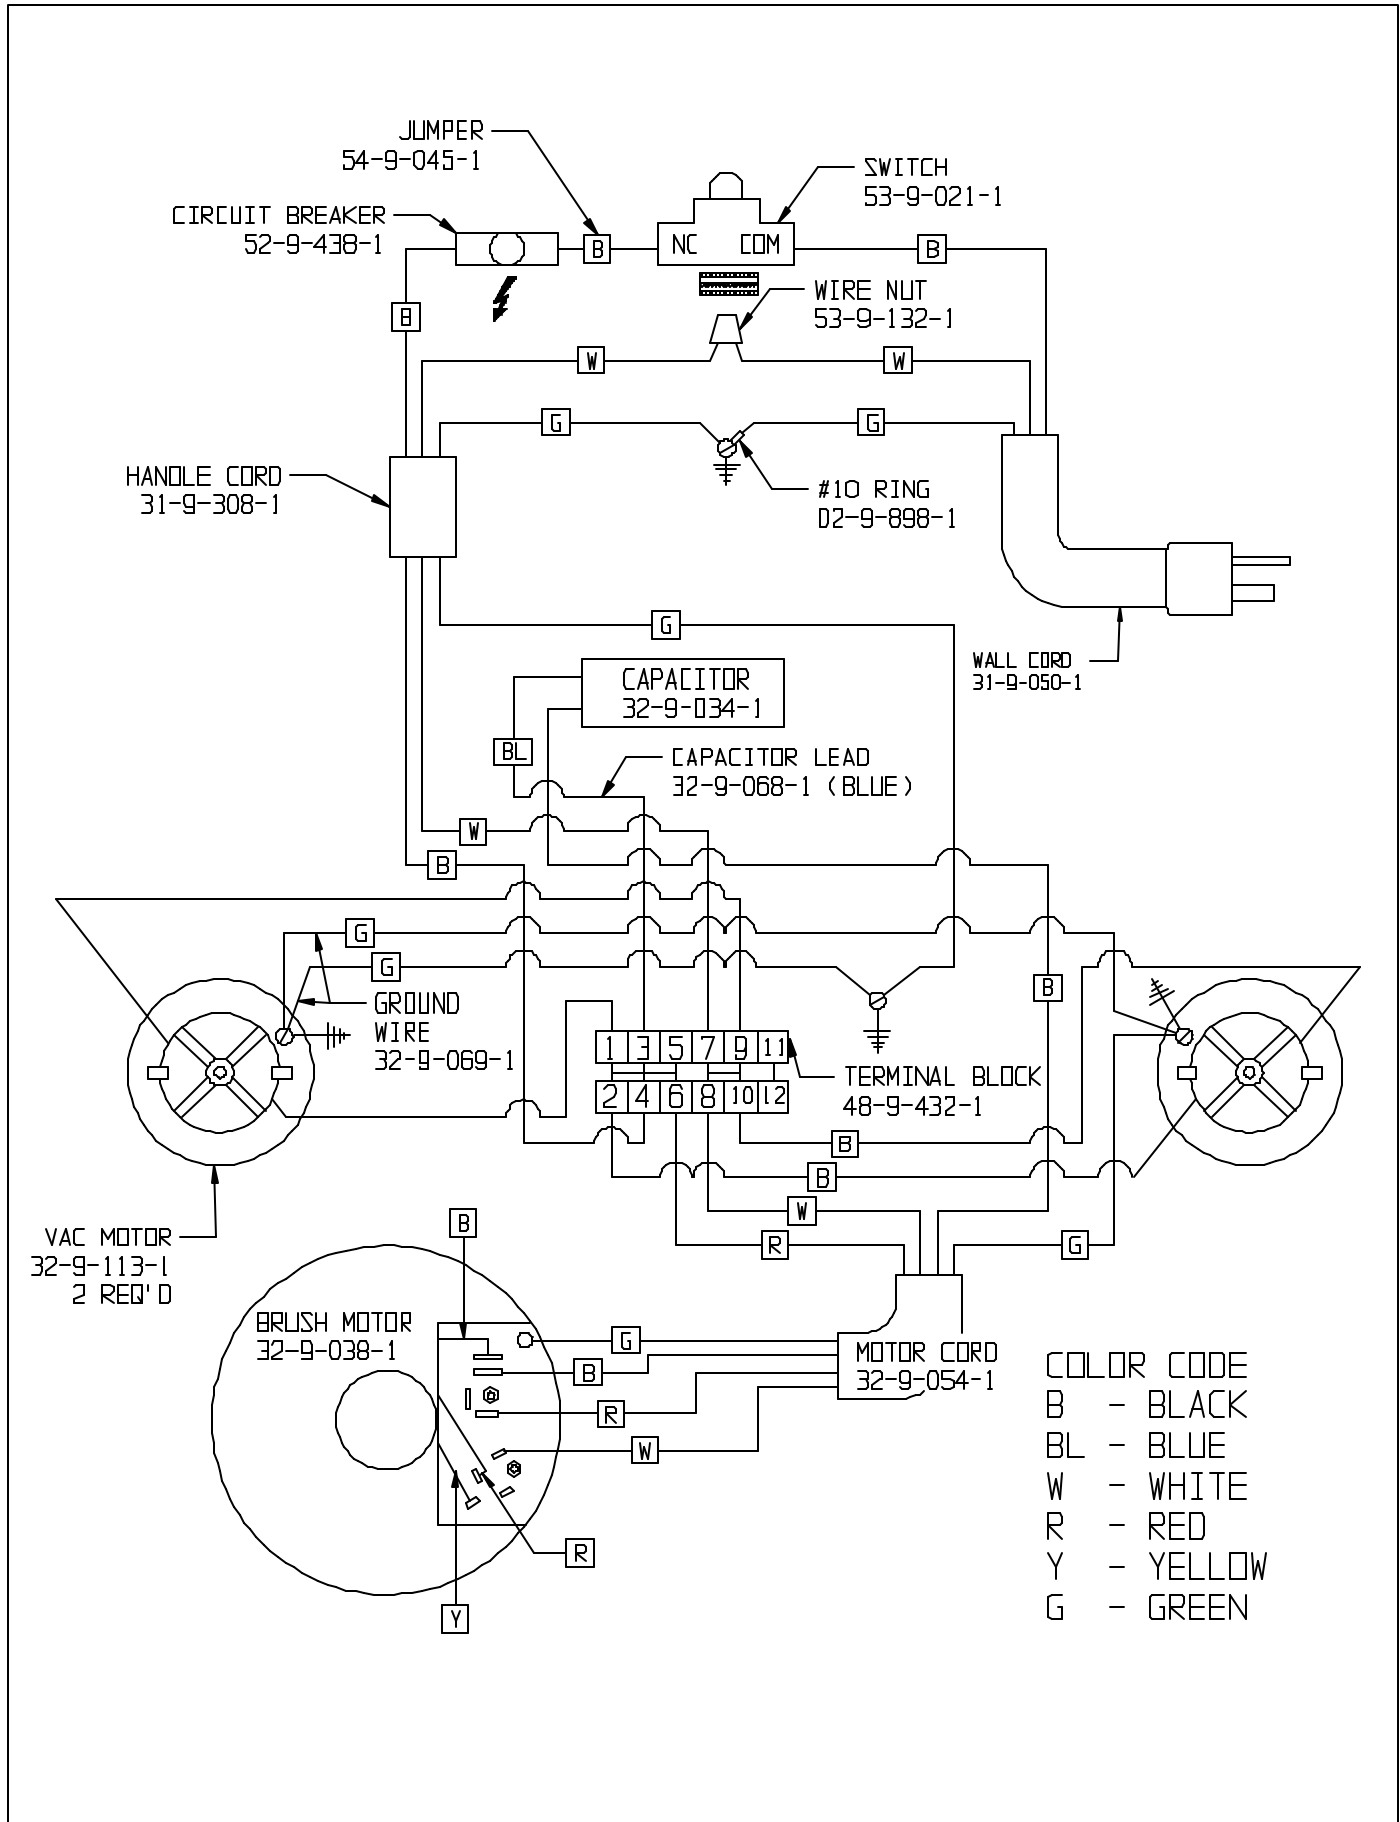 JUMPER
54-9-045-1
SWITCH
53-9-021-1
CIRCUIT BREAKER
52-9-438-1
B
NC COM
B
WIRE NUT
53-9-132-1
B
W
W
G
G
HANDLE CORD
31-9-308-1
#10 RING
D2-9-898-1
G
WALL CORD
31-9-050-1
CAPACITOR
32-9-034-1
BL
CAPACITOR LEAD
32-9-068-1 (BLUE)
W
B
G
G
B
GROUND
WIRE
32-9-069-1
1 3 5 7 9 11
2 4 6 8 10 12
TERMINAL BLOCK
48-9-432-1
B
B
W
R
G
VAC MOTOR
32-9-113-1
2 REQ'D
B
BRUSH MOTOR
32-9-038-1
G
B
R
W
MOTOR CORD
32-9-054-1
R
Y
COLOR CODE
B - BLACK
BL - BLUE
W - WHITE
R - RED
Y - YELLOW
G - GREEN